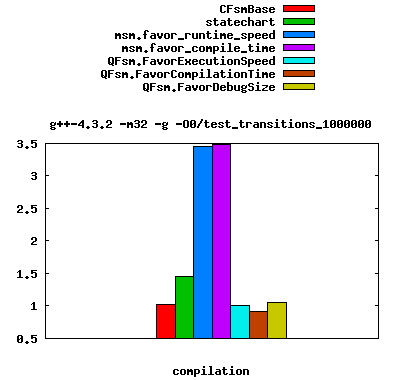 CFsmBase
statechart
msm.favor_runtime_speed
msm.favor_compile_time
QFsm.FavorExecutionSpeed
QFsm.FavorCompilationTime
QFsm.FavorDebugSize
g++-4.3.2 -m32 -g -O0/test_transitions_1000000
3.5
3
2.5
2
1.5
1
0.5
compilation